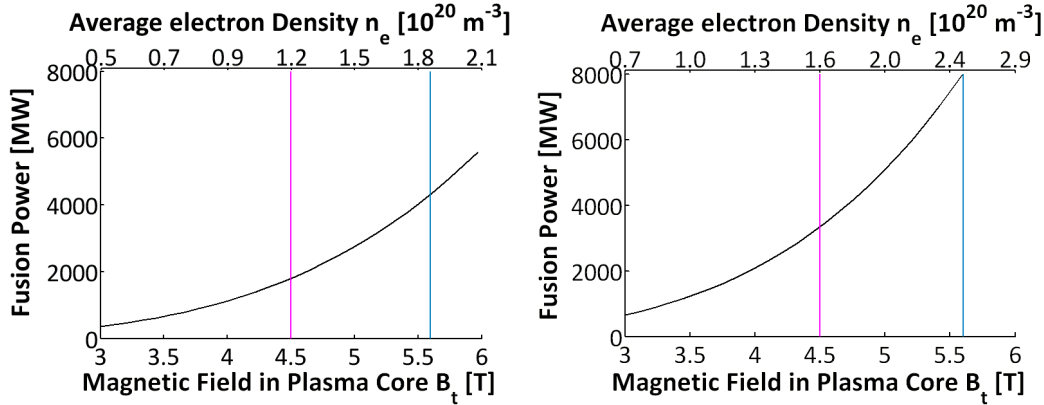 Average electron Density n_e [10^20 m^-3]
0.5 0.7 0.9 1.2 1.5 1.8 2.1
8000
6000
4000
2000
0
Fusion Power [MW]
3 3.5 4 4.5 5 5.5 6
Magnetic Field in Plasma Core B_t [T]
Average electron Density n_e [10^20 m^-3]
0.7 1.0 1.3 1.6 2.0 2.4 2.9
8000
6000
4000
2000
0
Fusion Power [MW]
3 3.5 4 4.5 5 5.5 6
Magnetic Field in Plasma Core B_t [T]